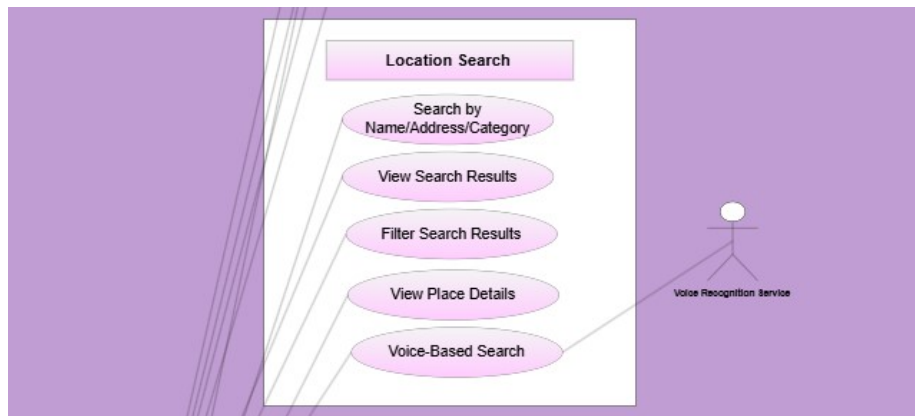 Location Search
Search by
Name/Address/Category
View Search Results
Filter Search Results
View Place Details
Voice-Based Search
Voice Recognition Service